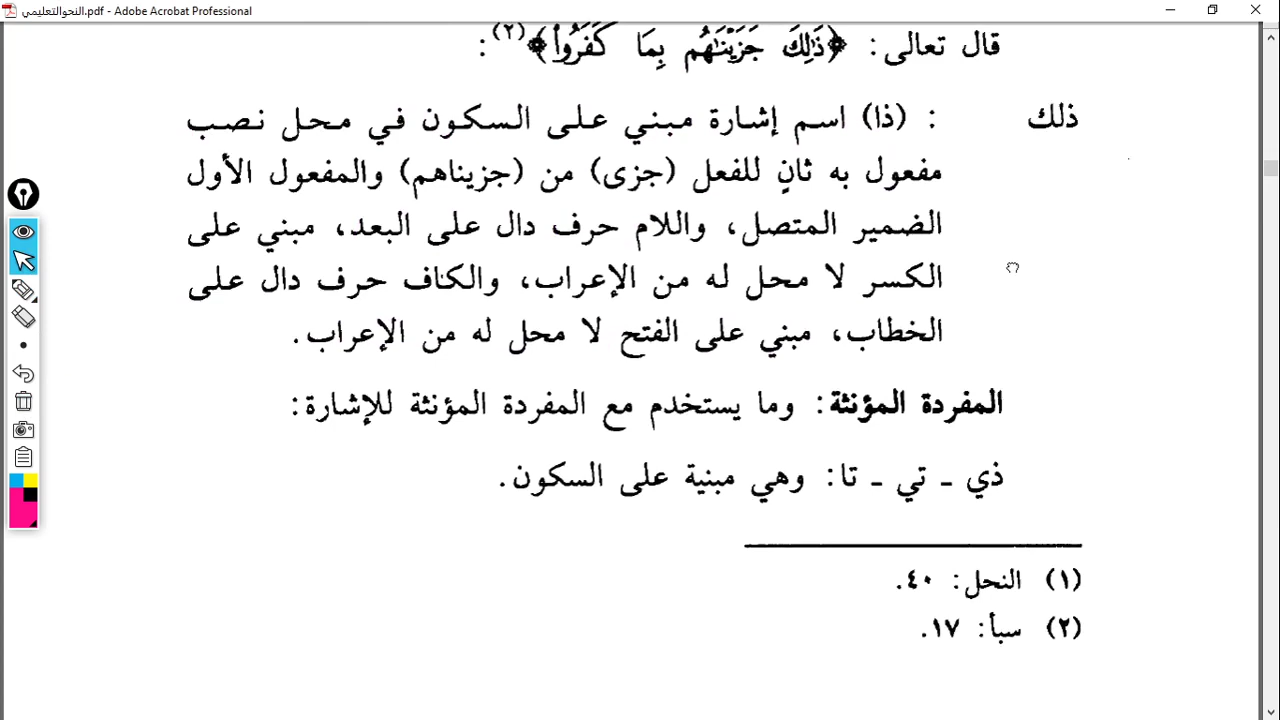 النحوالتعليمي.pdf - Adobe Acrobat Professional
قال تعالى: ﴿ذَٰلِكَ جَزَيْنَاهُم بِمَا كَفَرُوا﴾(٢):
ذلك : (ذا) اسم إشارة مبني على السكون في محل نصب
مفعول به ثانٍ للفعل (جزى) من (جزيناهم) والمفعول الأول
الضمير المتصل، واللام حرف دال على البعد، مبني على
الكسر لا محل له من الإعراب، والكاف حرف دال على
الخطاب، مبني على الفتح لا محل له من الإعراب.
المفردة المؤنثة: وما يستخدم مع المفردة المؤنثة للإشارة:
ذي ـ تي ـ تا: وهي مبنية على السكون.
(١) النحل: ٤٠.
(٢) سبأ: ١٧.